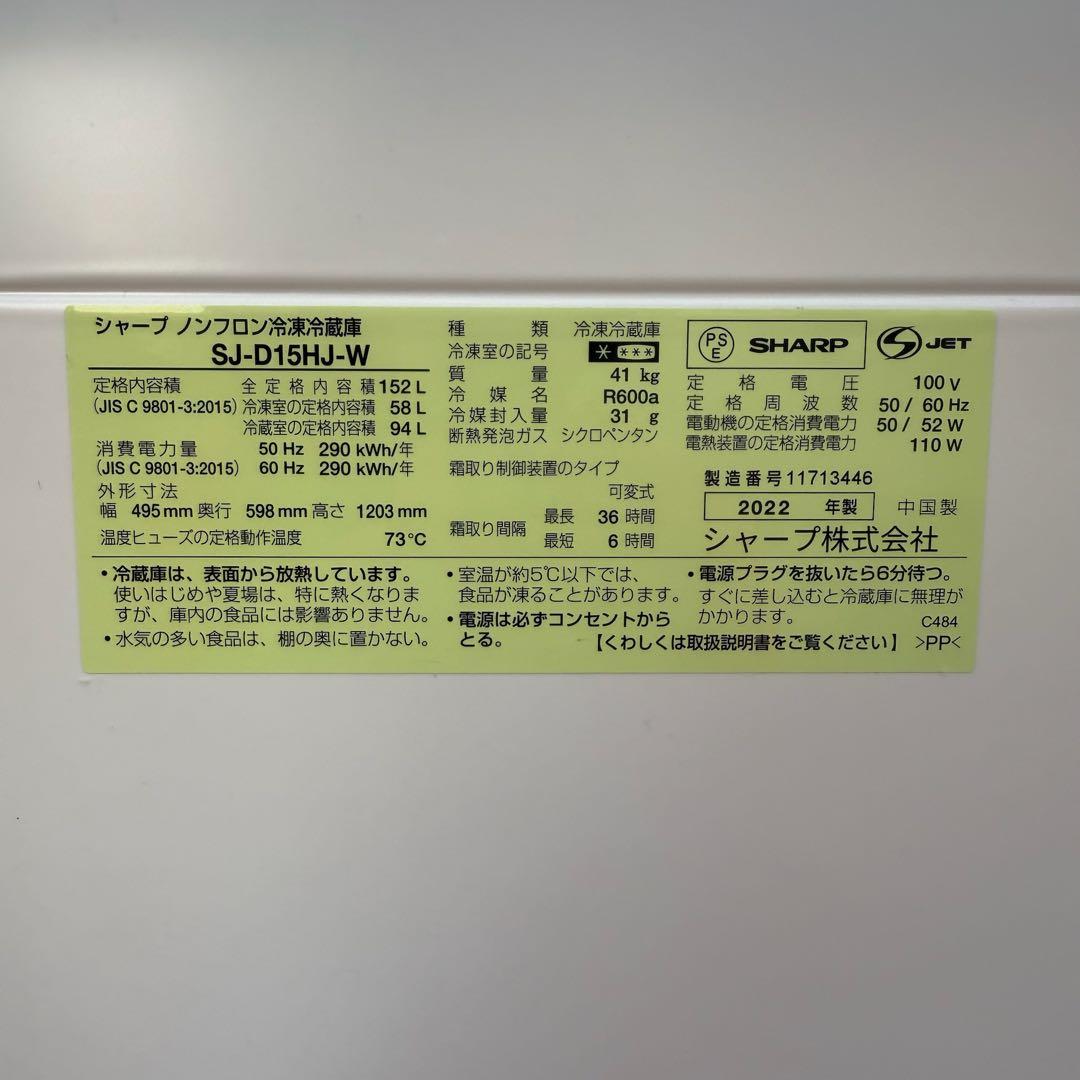 シャープ ノンフロン冷凍冷蔵庫
SJ-D15HJ-W
定格内容積 全定格内容積 152 L
(JIS C 9801-3:2015) 冷凍室の定格内容積 58 L
冷蔵室の定格内容積 94 L
消費電力量 50 Hz 290 kWh/年
(JIS C 9801-3:2015) 60 Hz 290 kWh/年
外形寸法
幅 495 mm 奥行 598 mm 高さ 1203 mm
温度ヒューズの定格動作温度 73℃
種類 冷凍冷蔵庫
冷凍室の記号 * ***
質量 41 kg
冷媒名 R600a
冷媒封入量 31 g
断熱発泡ガス シクロペンタン
霜取り制御装置のタイプ
可変式
霜取り間隔 最長 36 時間
最短 6 時間
PSE SHARP S JET
定格電圧 100 V
定格周波数 50 / 60 Hz
電動機の定格消費電力 50 / 52 W
電熱装置の定格消費電力 110 W
製造番号 11713446
2022 年製 中国製
シャープ株式会社
・冷蔵庫は、表面から放熱しています。
使いはじめや夏場は、特に熱くなりま
すが、庫内の食品には影響ありません。
・水気の多い食品は、棚の奥に置かない。
・室温が約5℃以下では、
食品が凍ることがあります。
・電源は必ずコンセントから
とる。
・電源プラグを抜いたら6分待つ。
すぐに差し込むと冷蔵庫に無理が
かかります。 C484
【くわしくは取扱説明書をご覧ください】 >PP<